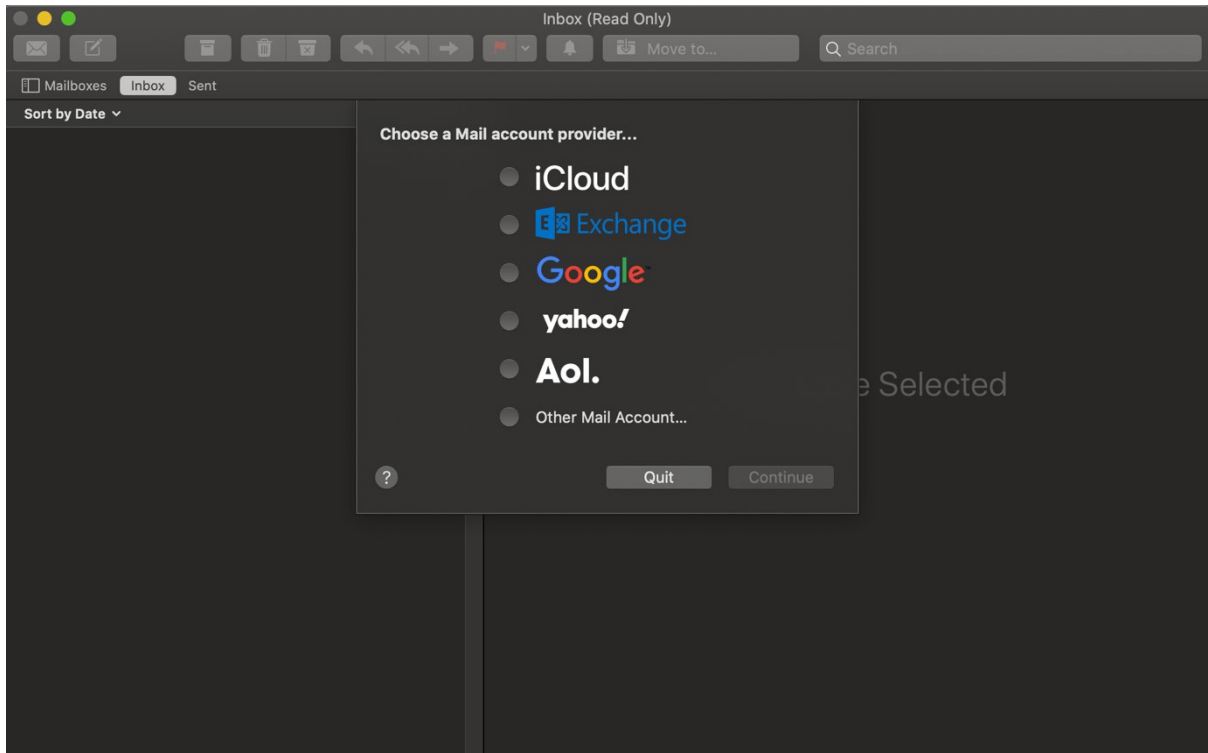 Inbox (Read Only)
Move to...
Search
Mailboxes Inbox Sent
Sort by Date
Choose a Mail account provider...
iCloud
E Exchange
Google
yahoo!
Aol.
Selected
Other Mail Account...
? Quit Continue